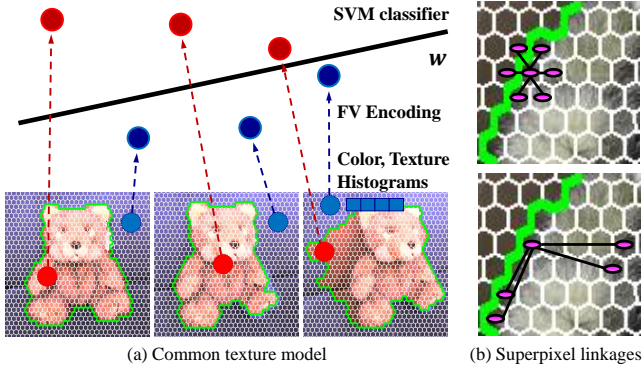 SVM classifier
w
FV Encoding
Color, Texture
Histograms
(a) Common texture model
(b) Superpixel linkages